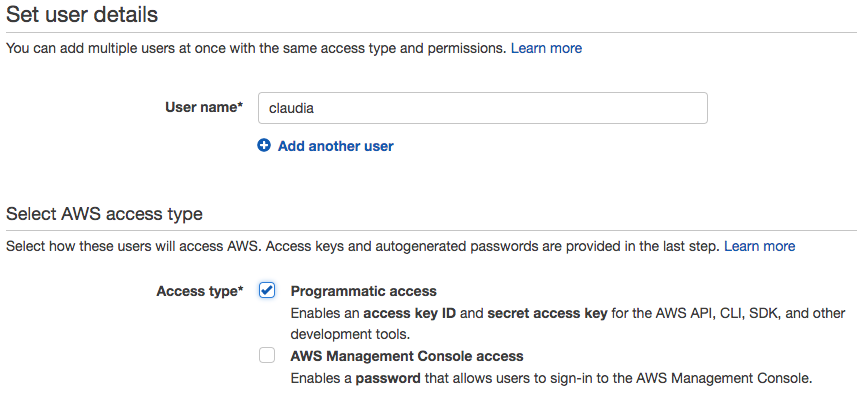 Set user details
You can add multiple users at once with the same access type and permissions. Learn more
User name* claudia
Add another user
Select AWS access type
Select how these users will access AWS. Access keys and autogenerated passwords are provided in the last step. Learn more
Access type* Programmatic access
Enables an access key ID and secret access key for the AWS API, CLI, SDK, and other
development tools.
AWS Management Console access
Enables a password that allows users to sign-in to the AWS Management Console.